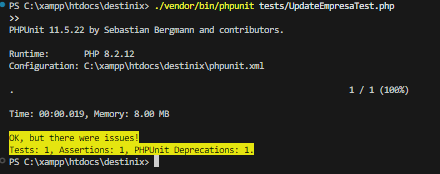 PS C:\xampp\htdocs\destinix> ./vendor/bin/phpunit tests/UpdateEmpresaTest.php
>>
PHPUnit 11.5.22 by Sebastian Bergmann and contributors.
Runtime:       PHP 8.2.12
Configuration: C:\xampp\htdocs\destinix\phpunit.xml
.                                                                   1 / 1 (100%)
Time: 00:00.019, Memory: 8.00 MB
OK, but there were issues!
Tests: 1, Assertions: 1, PHPUnit Deprecations: 1.
PS C:\xampp\htdocs\destinix>